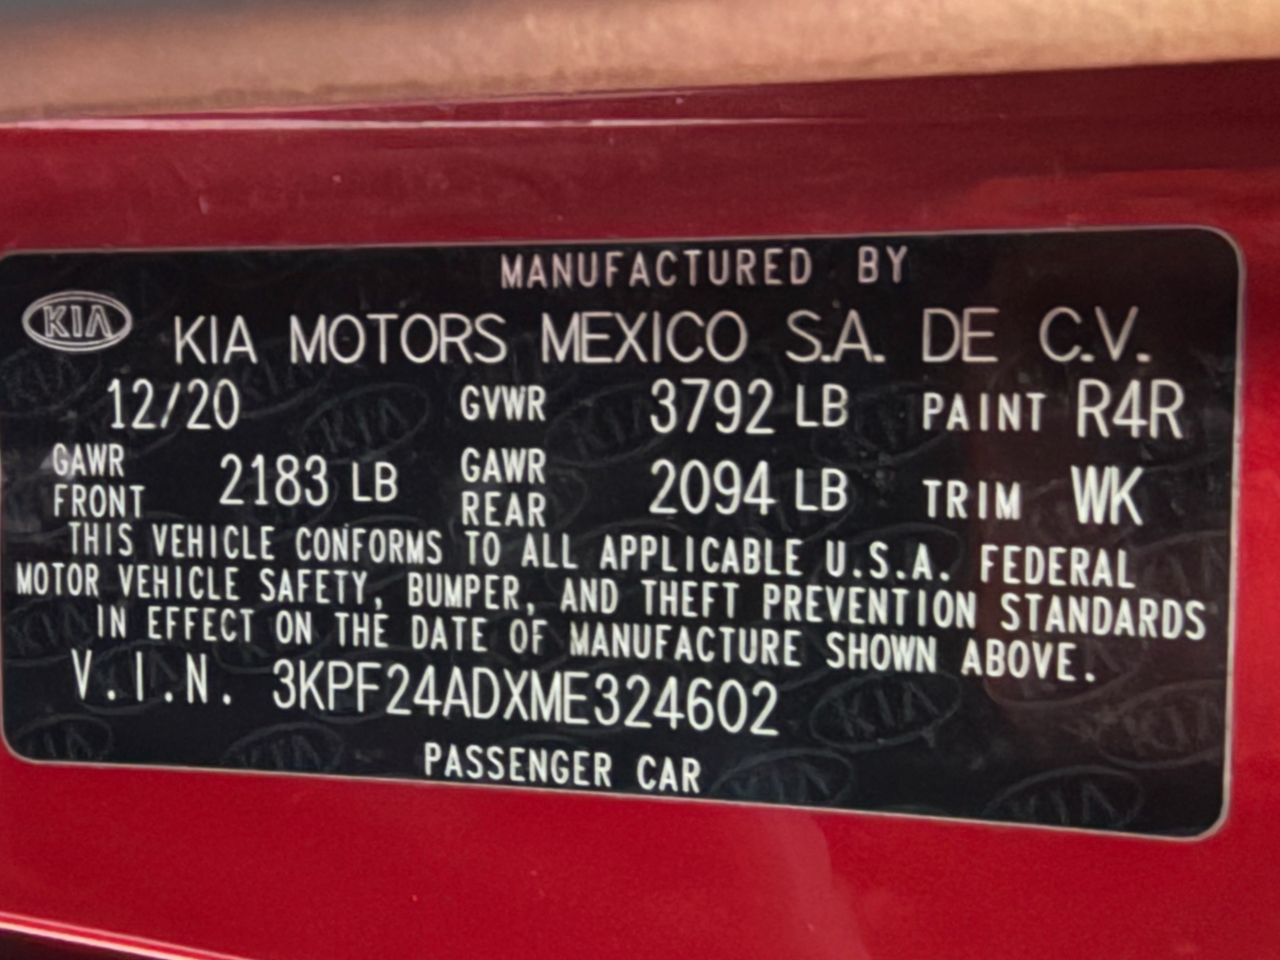 MANUFACTURED BY
KIA KIA MOTORS MEXICO S.A. DE C.V.
12/20 GVWR 3792 LB PAINT R4R
GAWR FRONT 2183 LB GAWR REAR 2094 LB TRIM WK
THIS VEHICLE CONFORMS TO ALL APPLICABLE U.S.A. FEDERAL
MOTOR VEHICLE SAFETY, BUMPER, AND THEFT PREVENTION STANDARDS
IN EFFECT ON THE DATE OF MANUFACTURE SHOWN ABOVE.
V.I.N. 3KPF24ADXME324602
PASSENGER CAR